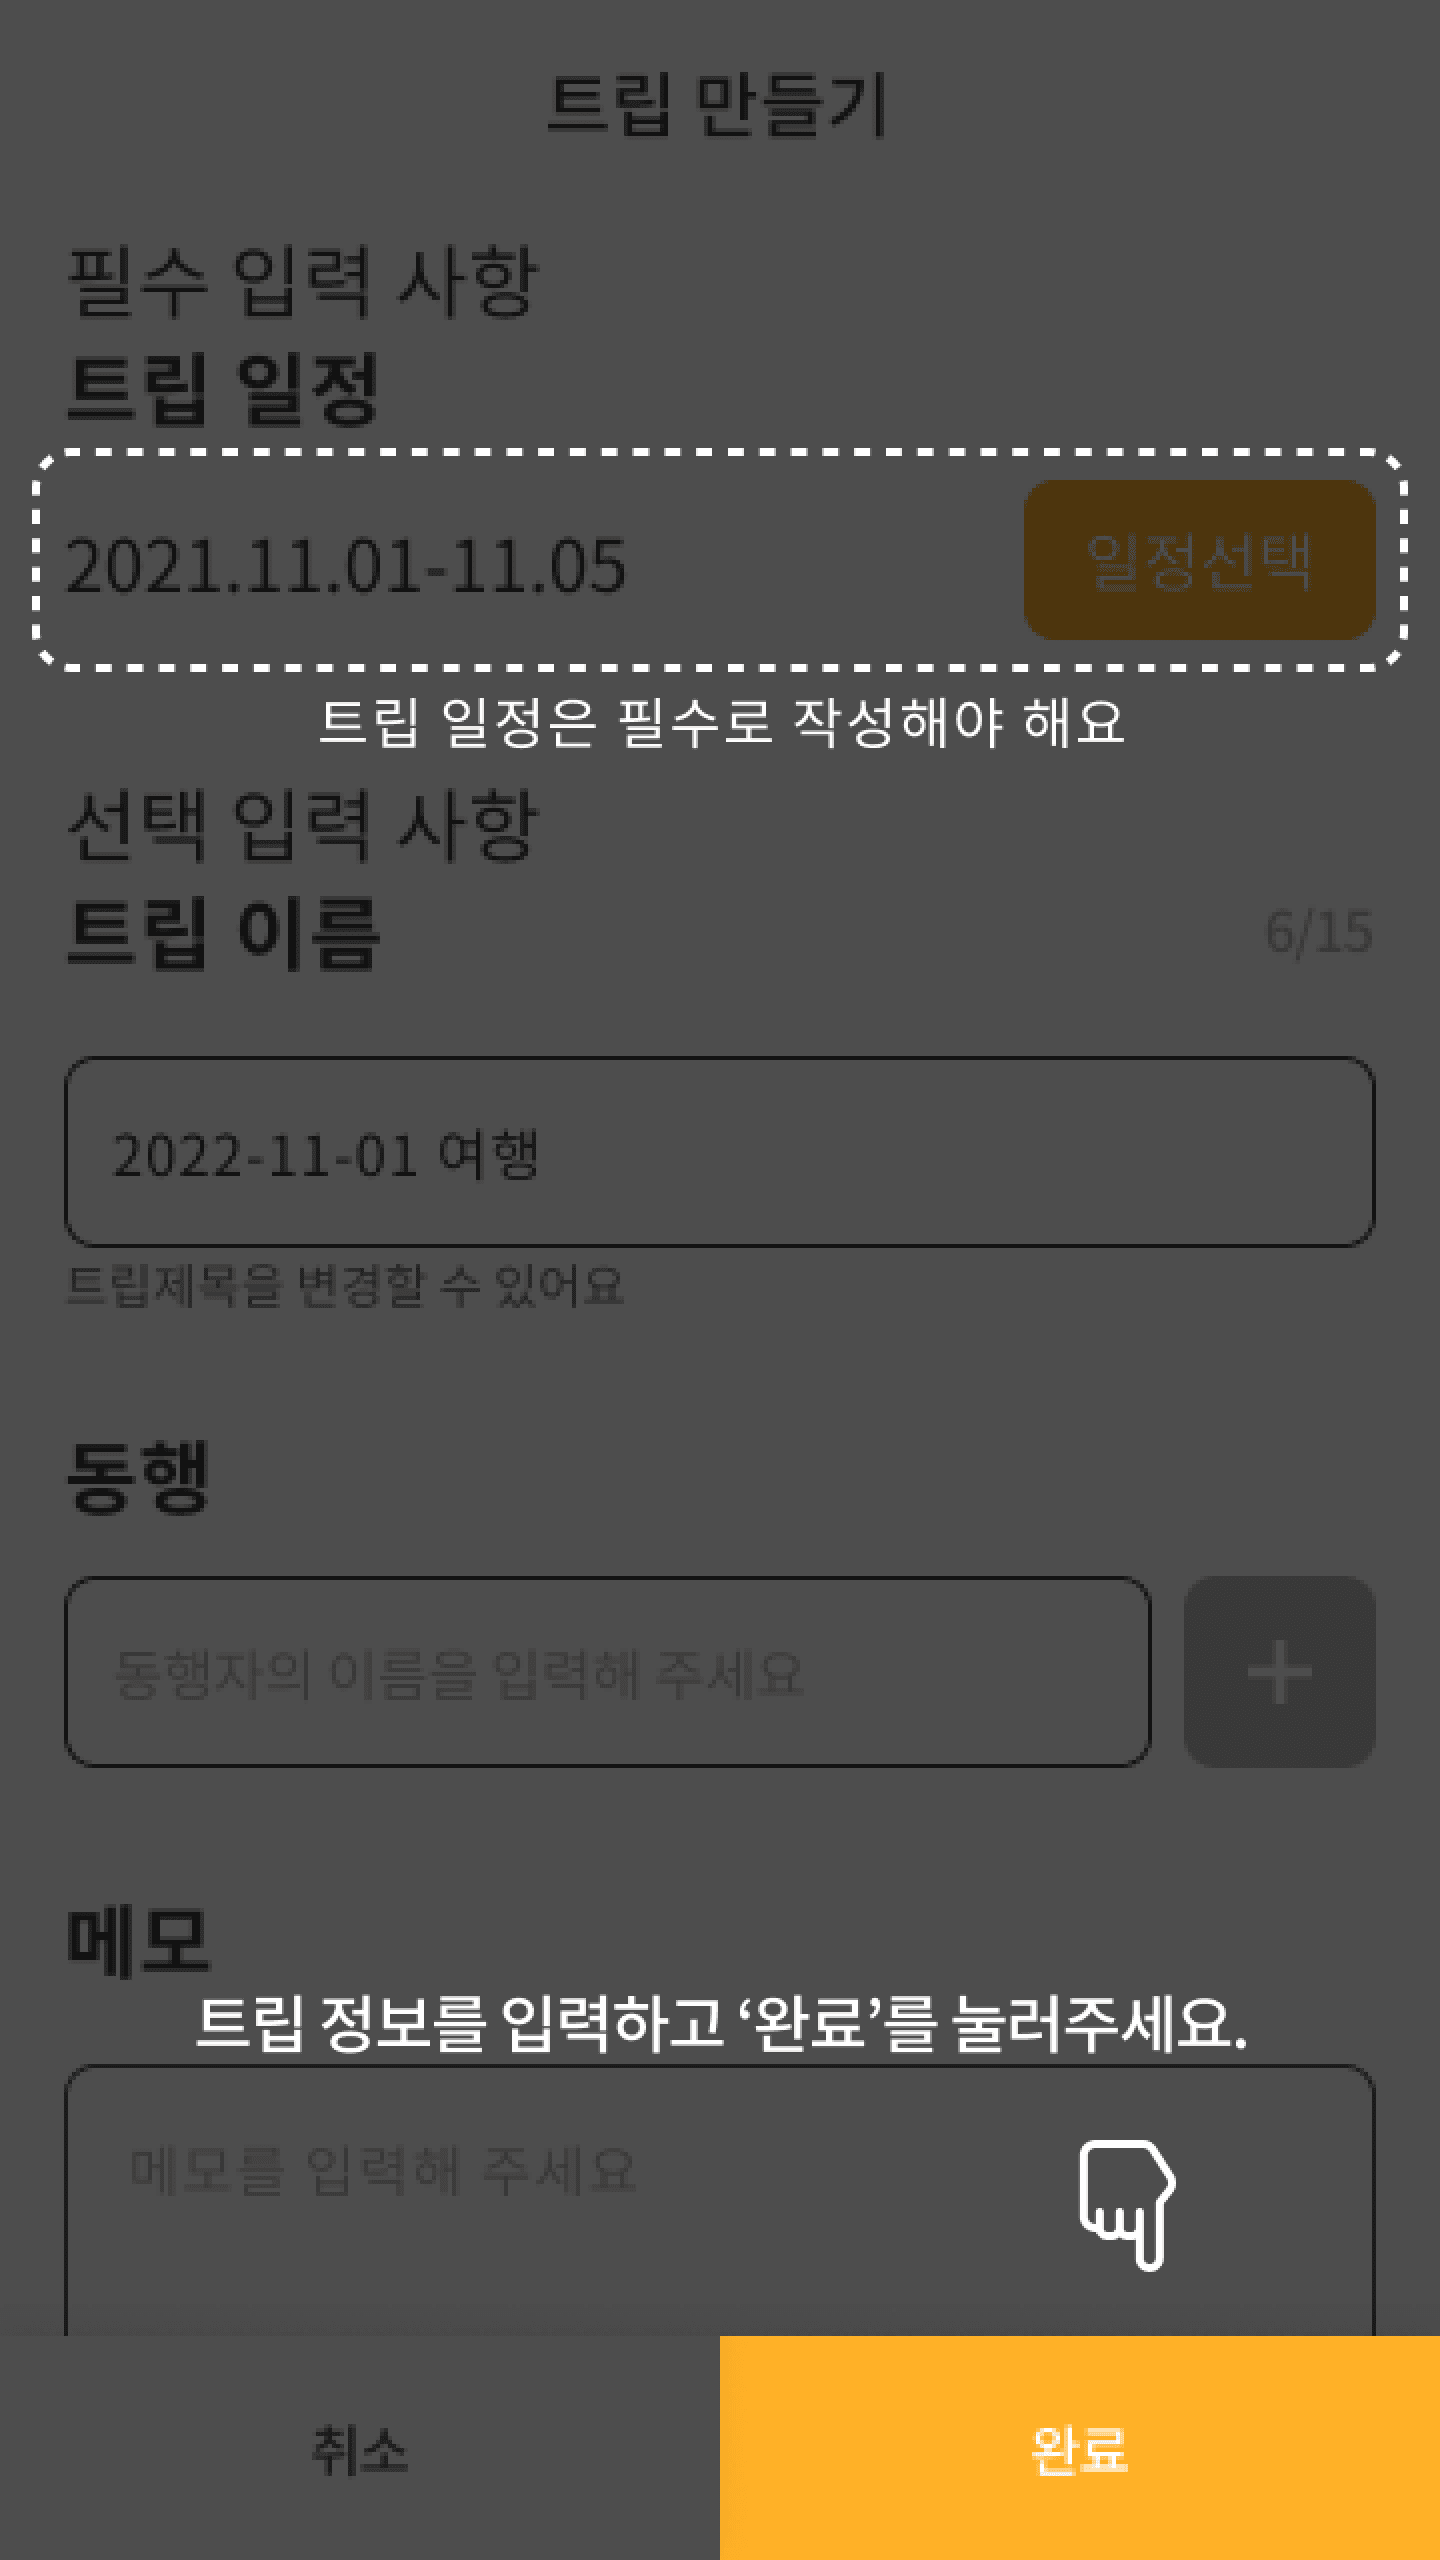 트립 만들기
필수 입력 사항
트립 일정
2021.11.01-11.05
일정선택
트립 일정은 필수로 작성해야 해요
선택 입력 사항
트립 이름
6/15
2022-11-01 여행
트립제목을 변경할 수 있어요
동행
동행자의 이름을 입력해 주세요
+
메모
트립 정보를 입력하고 ‘완료’를 눌러주세요.
메모를 입력해 주세요
취소
완료